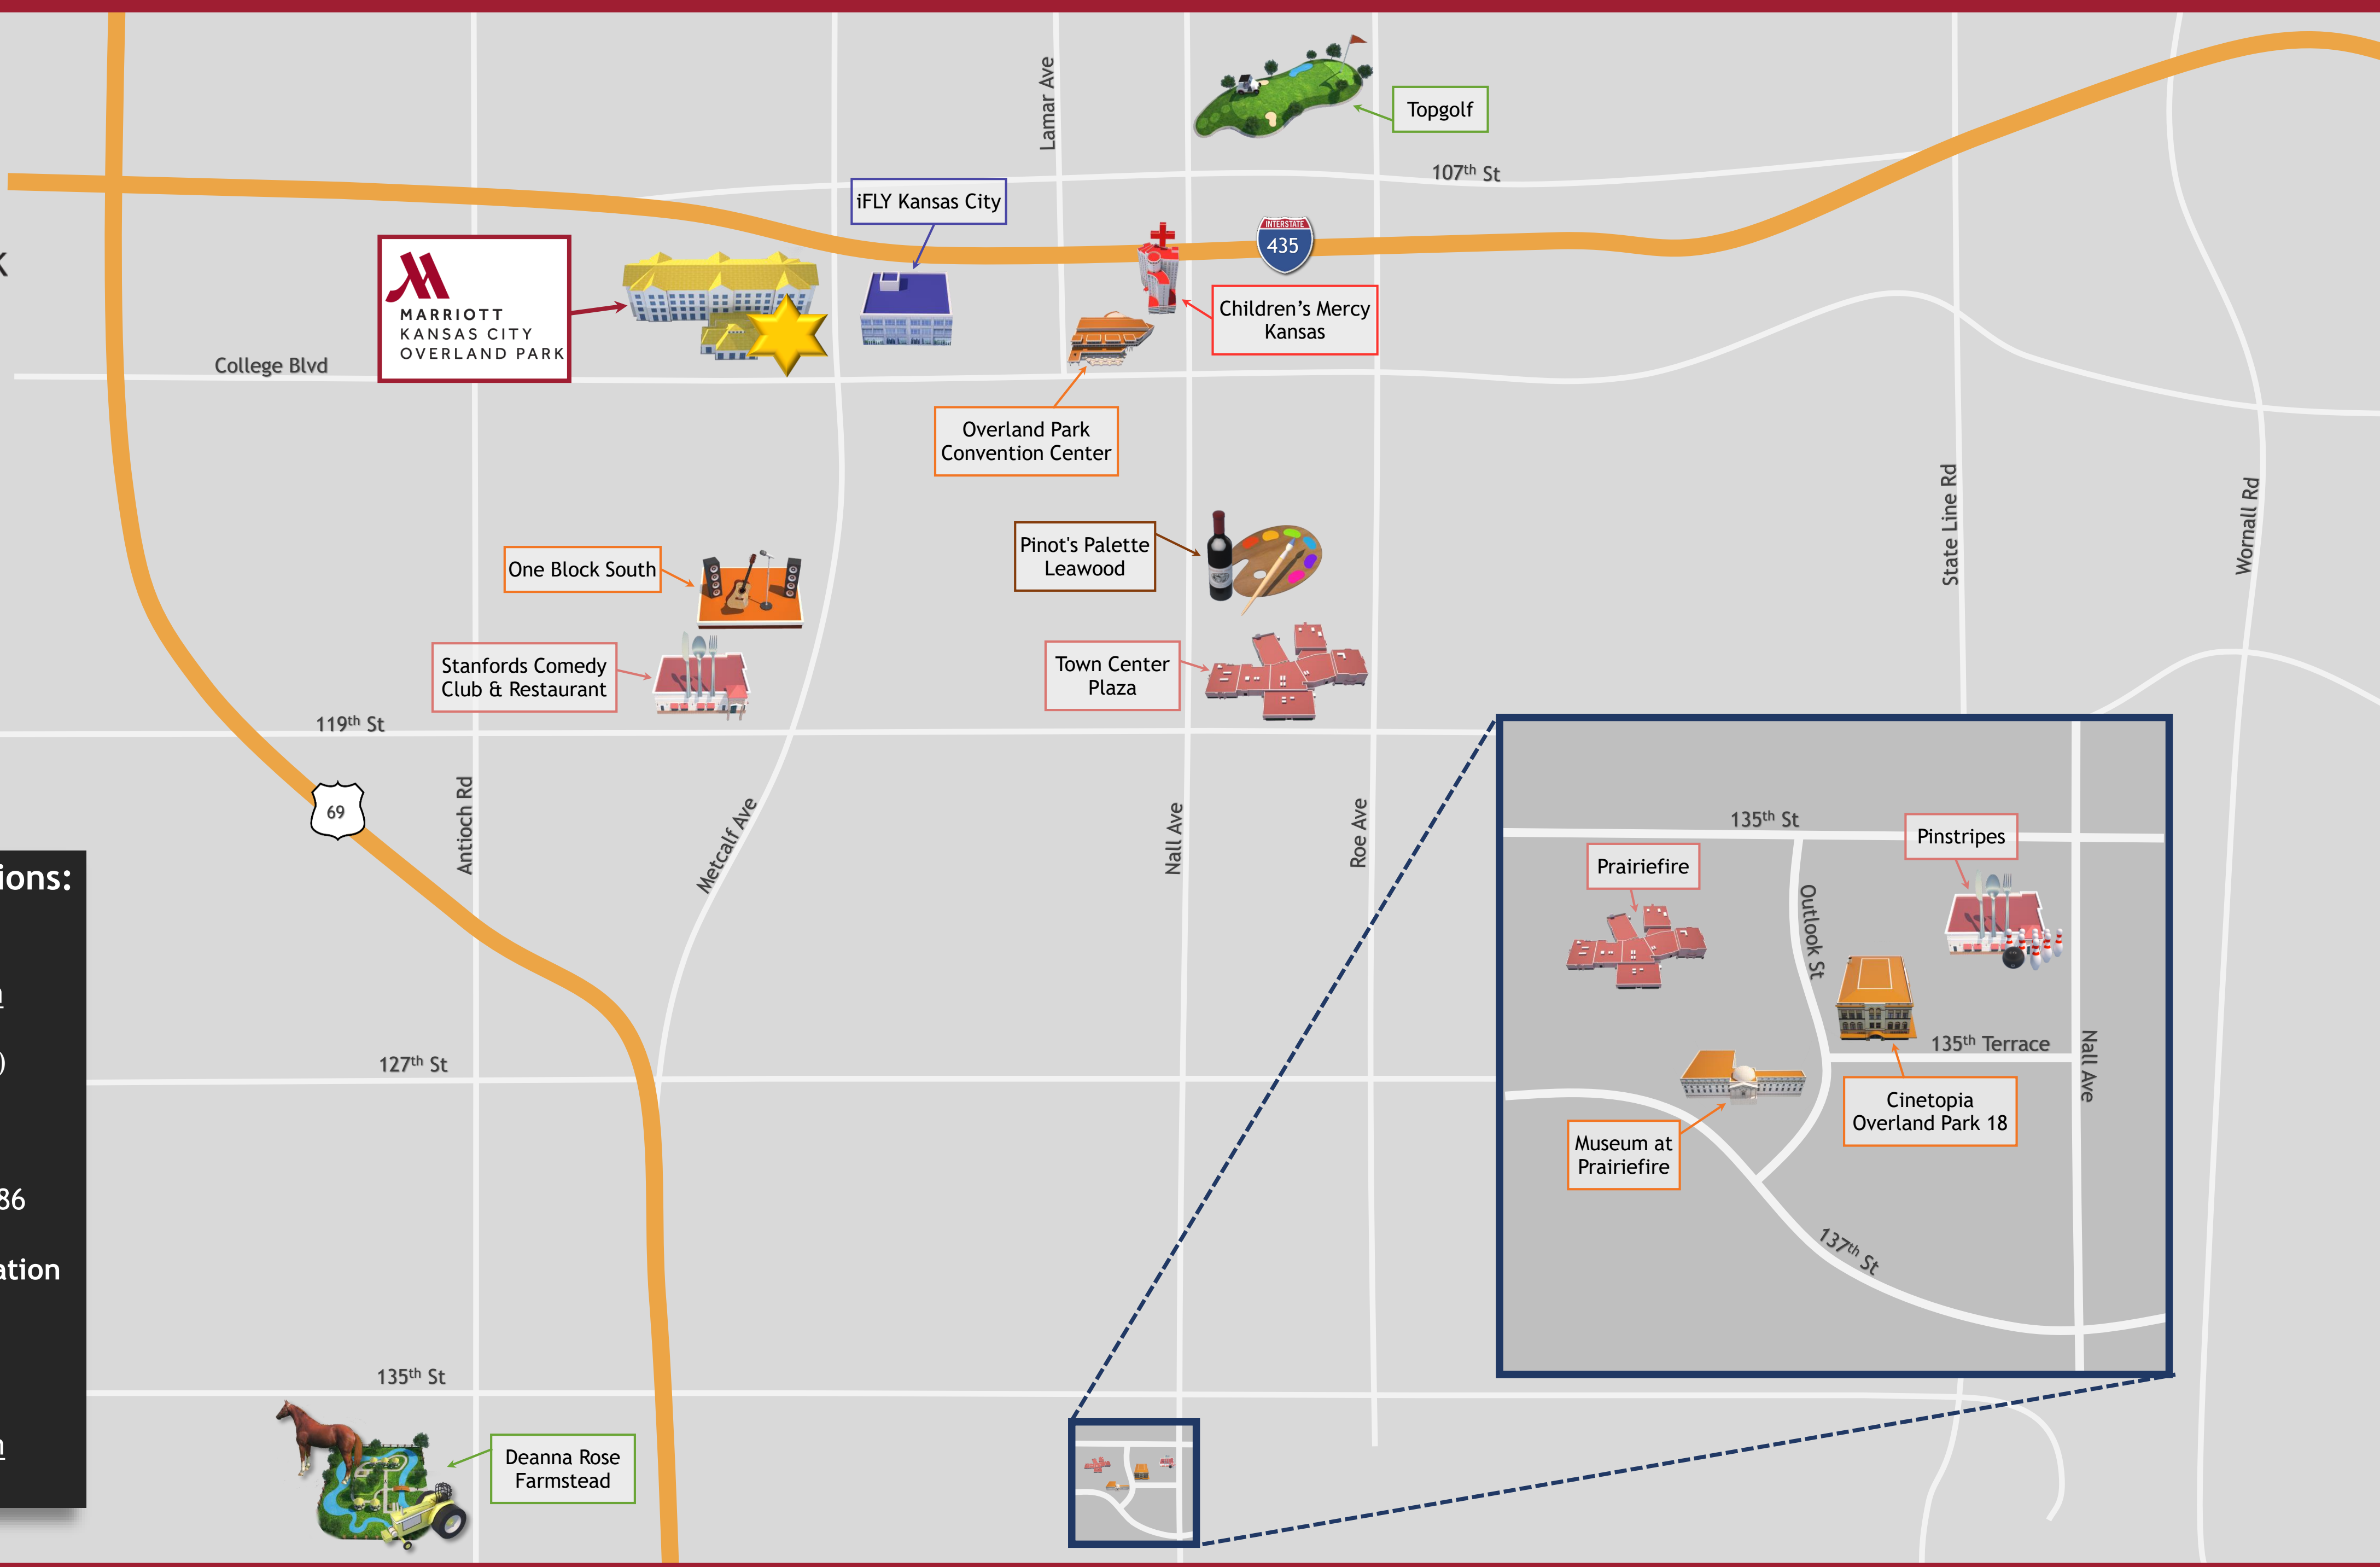 Lamar Ave
Topgolf
107th St
iFLY Kansas City
INTERSTATE
435
K
MARRIOTT
KANSAS CITY
OVERLAND PARK
Children's Mercy
Kansas
College Blvd
Overland Park
Convention Center
State Line Rd
Wornall Rd
One Block South
Pinot's Palette
Leawood
Stanfords Comedy
Club & Restaurant
Town Center
Plaza
119th St
69
Antioch Rd
Metcalf Ave
Nall Ave
Roe Ave
135th St
Pinstripes
Prairiefire
Outlook St
135th Terrace
Nall Ave
Cinetopia
Overland Park 18
Museum at
Prairiefire
137th St
ions:
n
)
127th St
86
ation
135th St
Deanna Rose
Farmstead
n